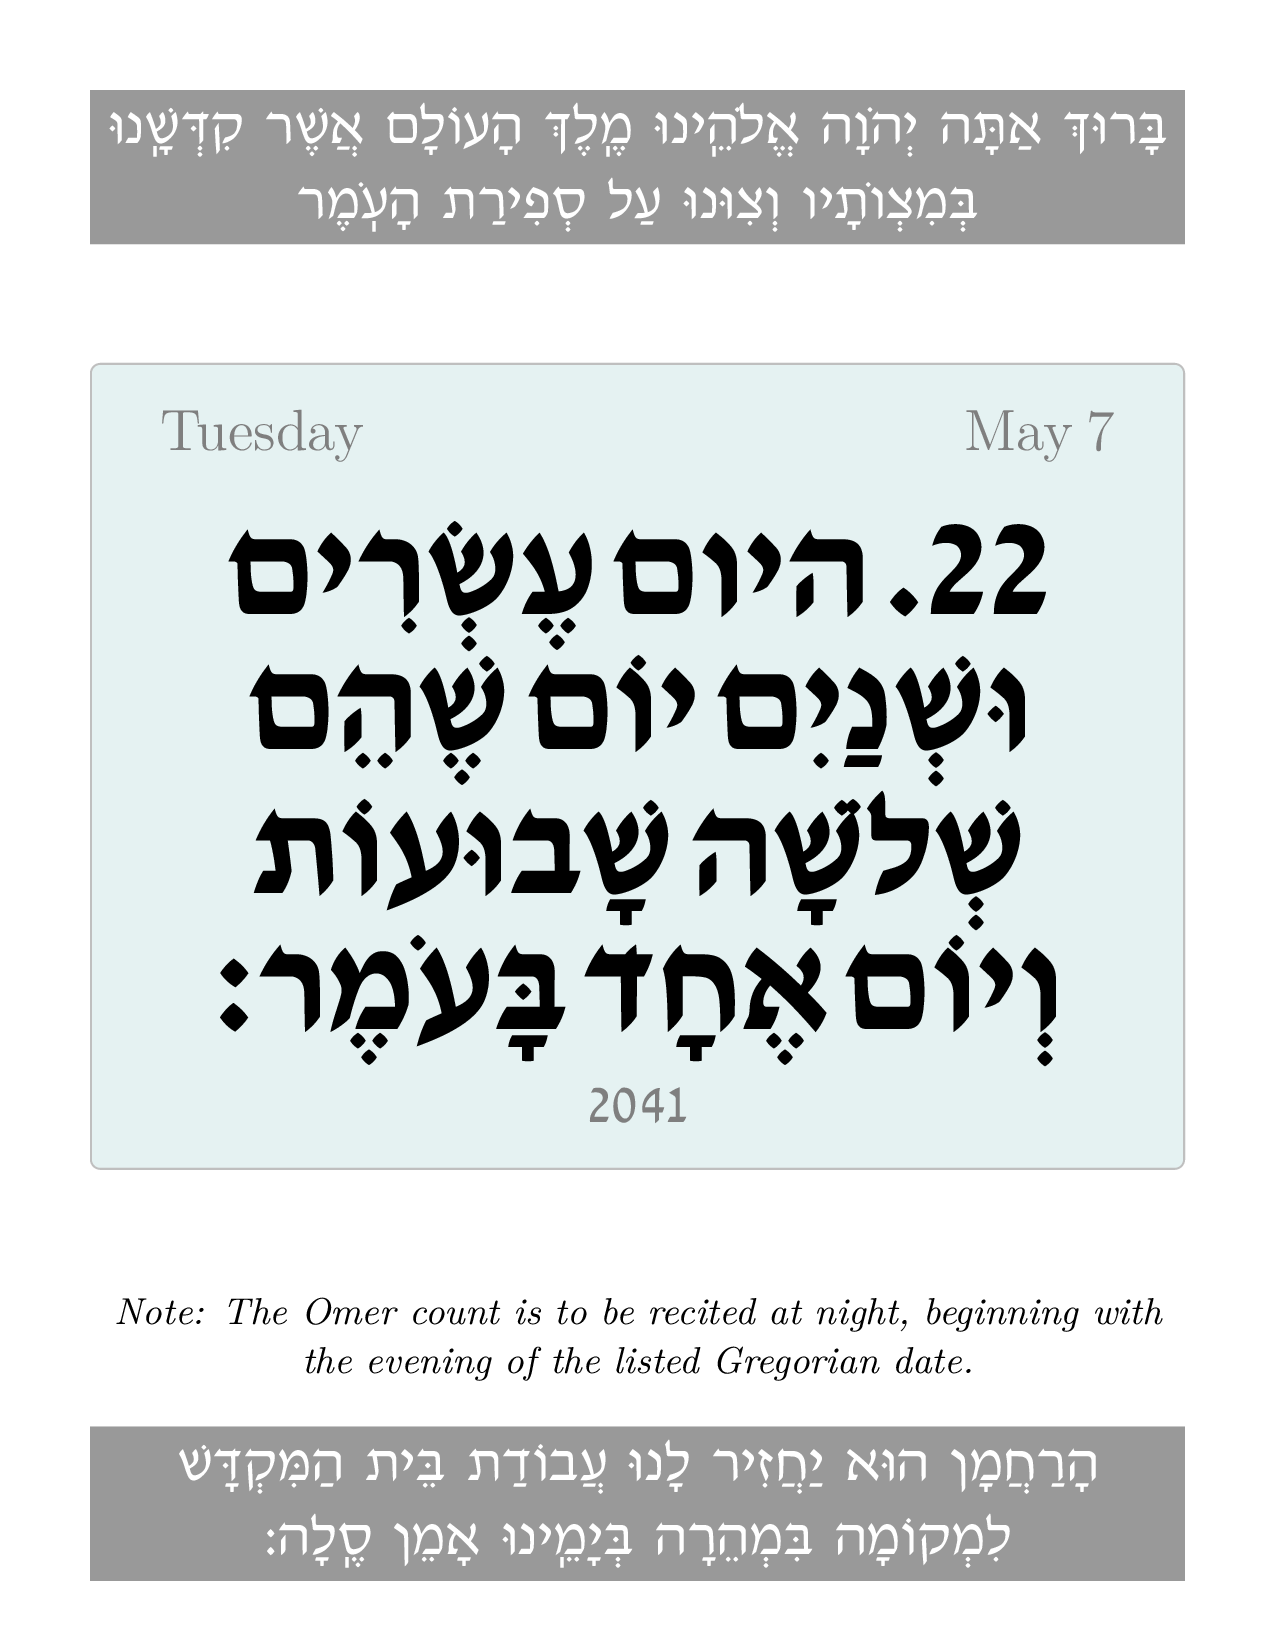 בָּרוּךְ אַתָּה יְהֹוָה אֱלֹהֵֽינוּ מֶֽלֶךְ הָעוֹלָם אֲשֶׁר קִדְּשָֽׁנוּ
בְּמִצְוֹתָיו וְצִוּנוּ עַל סְפִירַת הָעֹֽמֶר
Tuesday May 7
22. היום עֶשְׂרִים
וּשְׁנַיִם יוֹם שֶׁהֵם
שְׁלֹשָׁה שָׁבוּעוֹת
וְיוֹם אֶחָד בָּעֹמֶר:
2041
Note: The Omer count is to be recited at night, beginning with
the evening of the listed Gregorian date.
הָרַחֲמָן הוּא יַחֲזִיר לָנוּ עֲבוֹדַת בֵּית הַמִּקְדָּשׁ
לִמְקוֹמָה בִּמְהֵרָה בְּיָמֵֽינוּ אָמֵן סֶֽלָה: